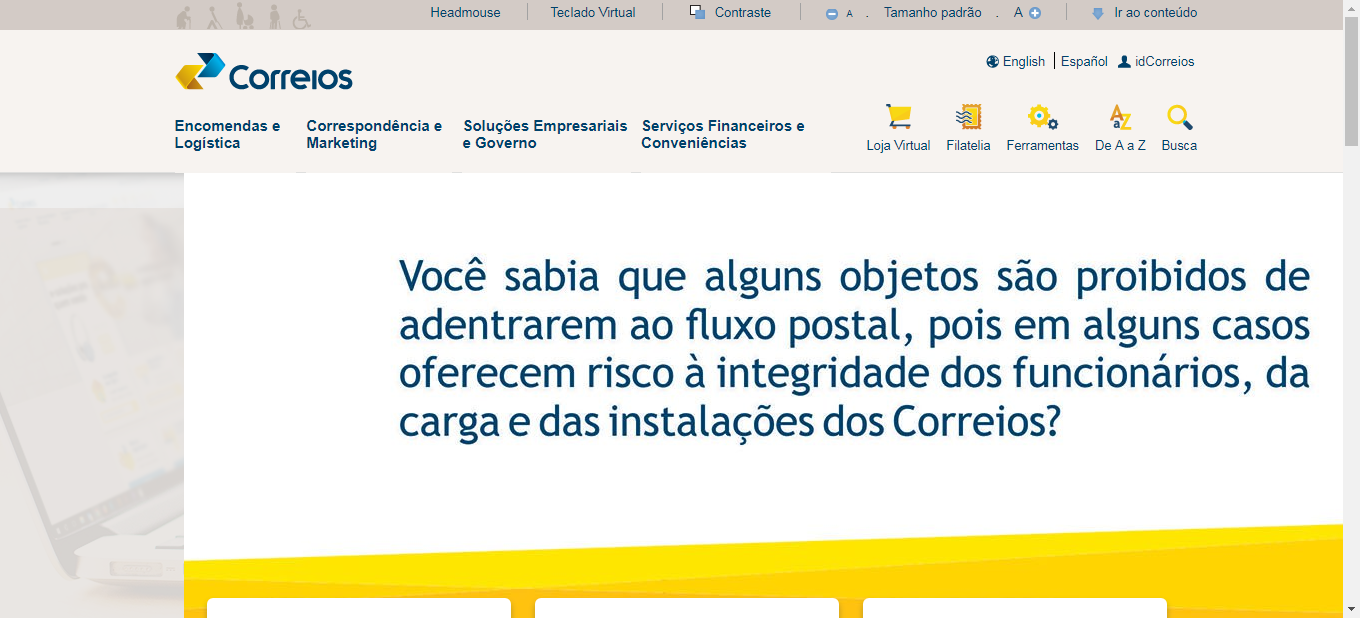 Headmouse
Teclado Virtual
Contraste
A . Tamanho padrão . A
Ir ao conteúdo
Correios
English
Español
idCorreios
Encomendas e
Logística
Correspondência e
Marketing
Soluções Empresariais
e Governo
Serviços Financeiros e
Conveniências
Loja Virtual
Filatelia
Ferramentas
De A a Z
Busca
Você sabia que alguns objetos são proibidos de
adentrarem ao fluxo postal, pois em alguns casos
oferecem risco à integridade dos funcionários, da
carga e das instalações dos Correios?